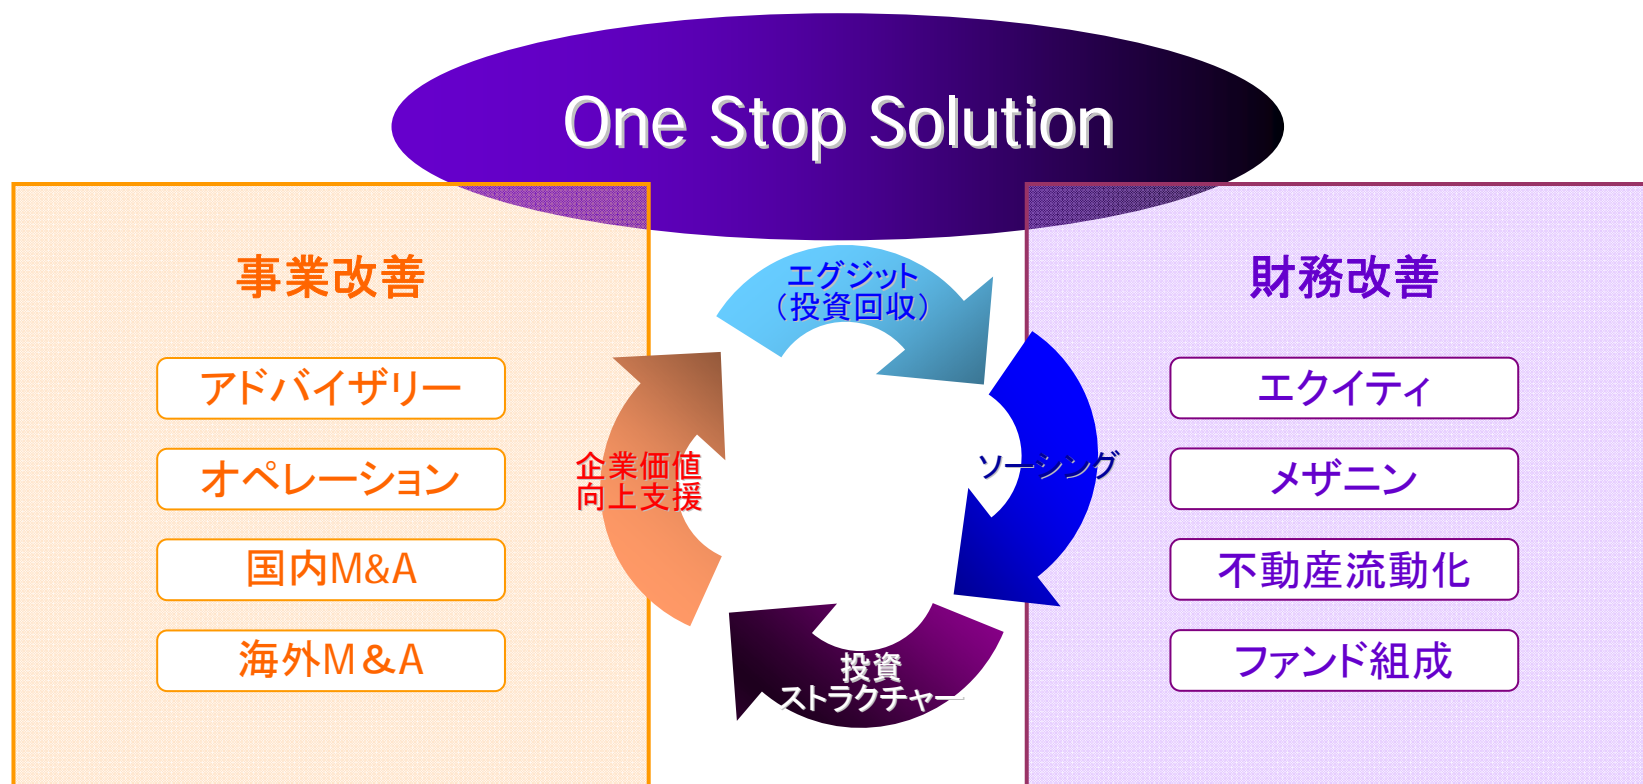 One Stop Solution
事業改善
アドバイザリー
オペレーション
国内M&A
海外M＆A
エグジット
（投資回収）
ソーシング
投資
ストラクチャー
企業価値
向上支援
財務改善
エクイティ
メザニン
不動産流動化
ファンド組成